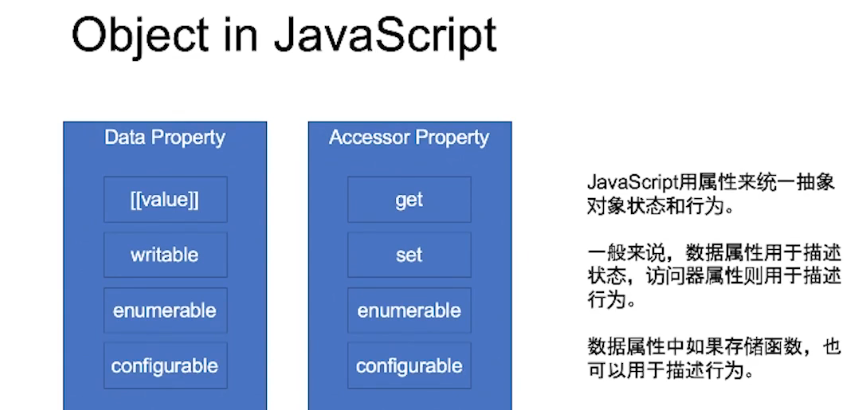 Object in JavaScript
Data Property
[[value]]
writable
enumerable
configurable
Accessor Property
get
set
enumerable
configurable
JavaScript用属性来统一抽象
对象状态和行为。
一般来说，数据属性用于描述
状态，访问器属性则用于描述
行为。
数据属性中如果存储函数，也
可以用于描述行为。